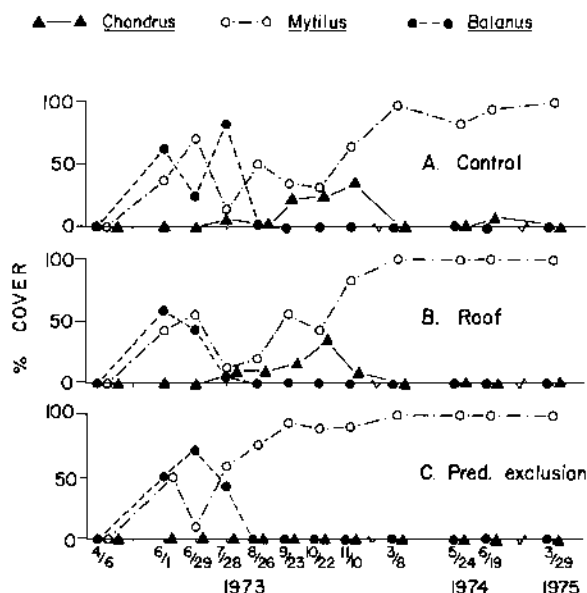 Chondrus Mytilus Balanus
100
50
0
A. Control
100
50
0
B. Roof
% COVER
100
50
0
C. Pred. exclusion
4/6 6/1 6/29 7/28 8/26 9/23 10/22 11/10 3/8 5/24 6/19 3/29
1973 1974 1975